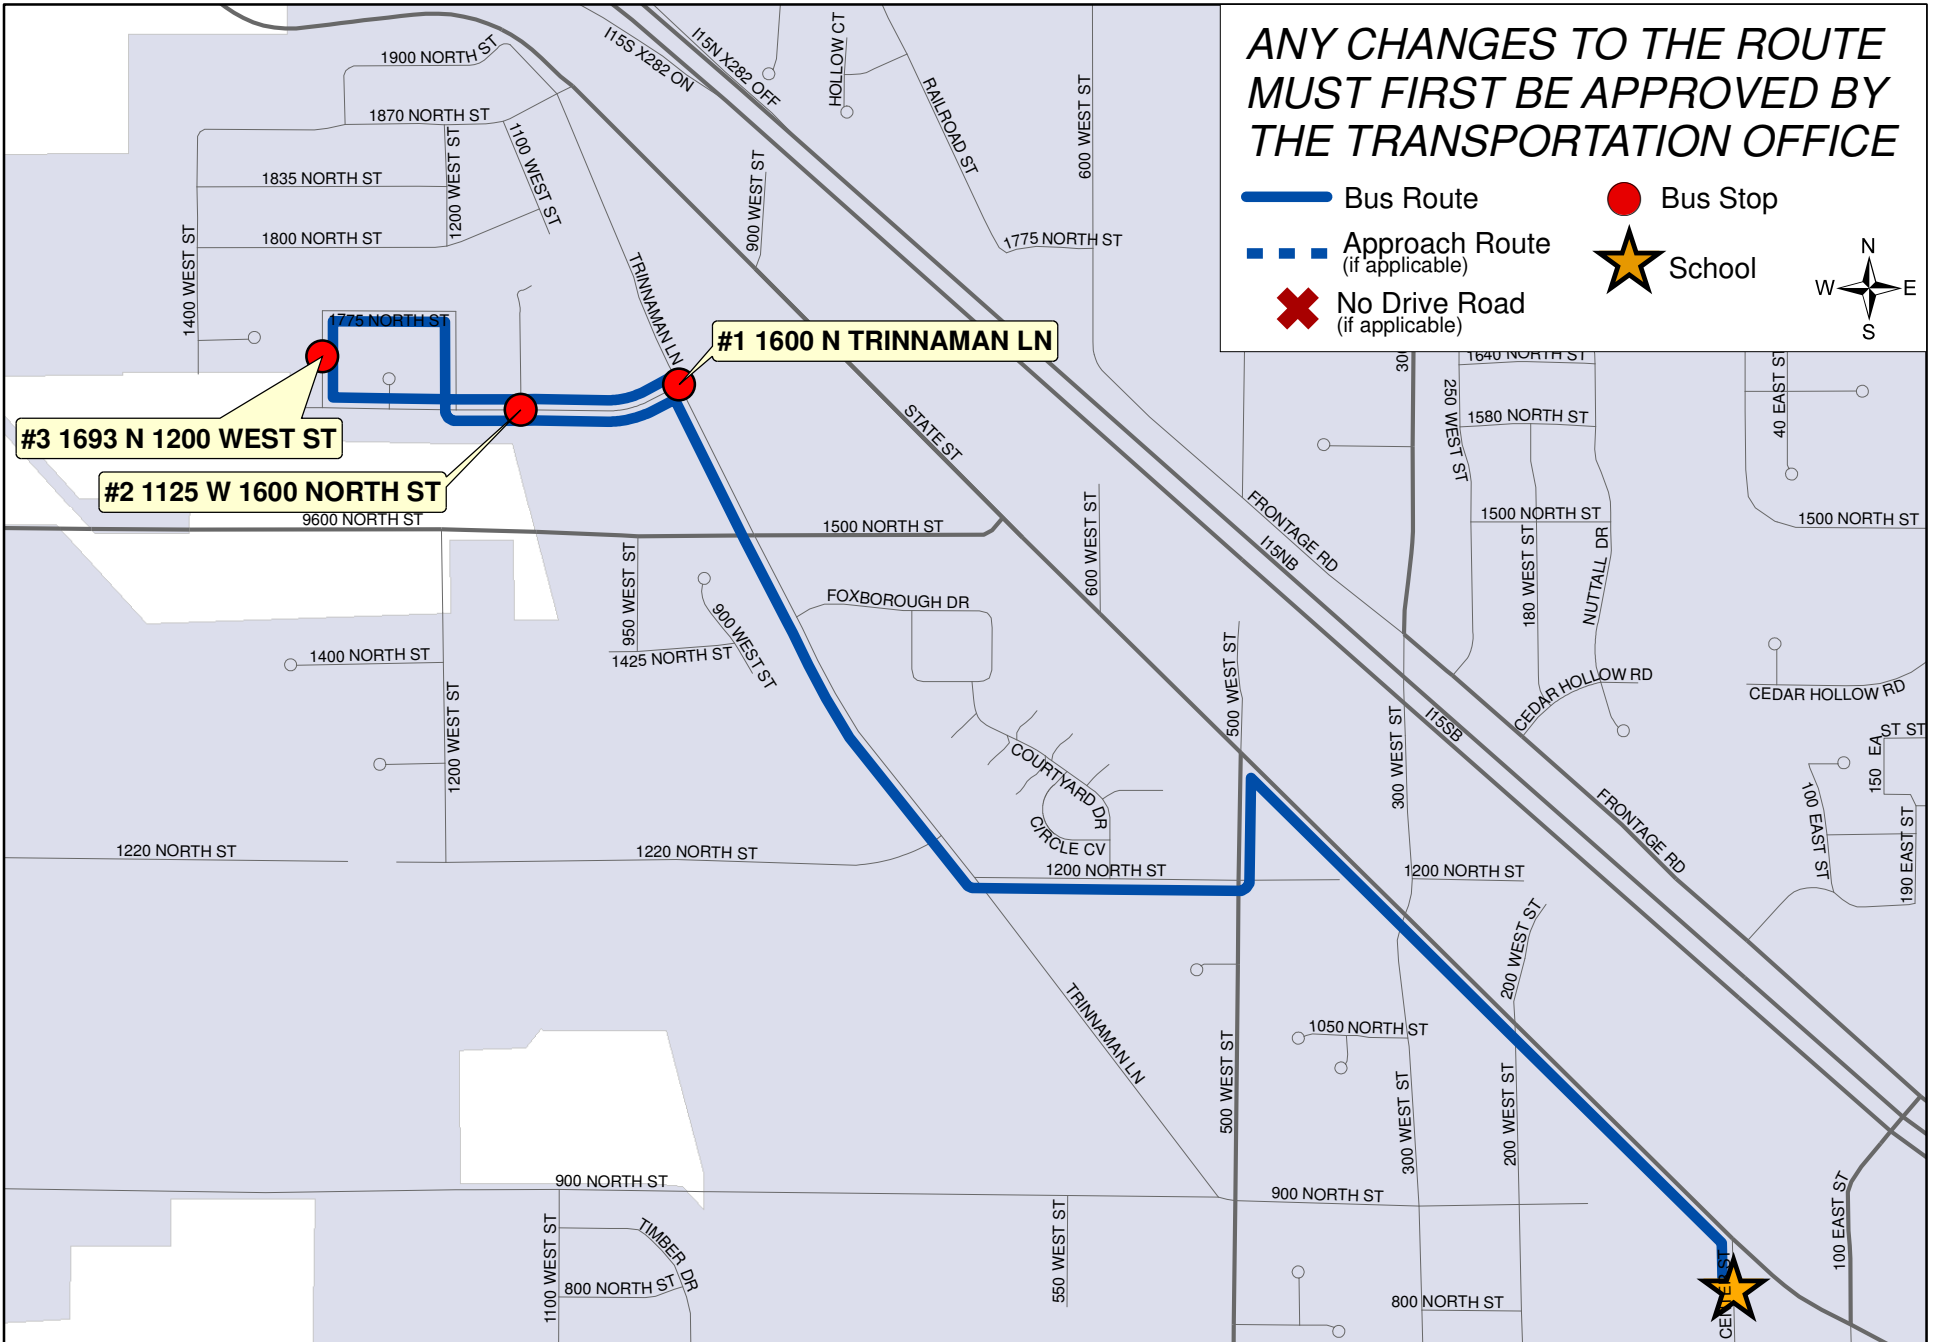 ANY CHANGES TO THE ROUTE
MUST FIRST BE APPROVED BY
THE TRANSPORTATION OFFICE
Bus Route
Bus Stop
Approach Route
(if applicable)
School
No Drive Road
(if applicable)
N
W
E
S
I15S X282 ON
I15N X282 OFF
HOLLOW CT
RAILROAD ST
600 WEST ST
1900 NORTH ST
1870 NORTH ST
1100 WEST ST
1200 WEST ST
1835 NORTH ST
900 WEST ST
1800 NORTH ST
1775 NORTH ST
1400 WEST ST
TRINNAMAN LN
1775 NORTH ST
#1 1600 N TRINNAMAN LN
#3 1693 N 1200 WEST ST
#2 1125 W 1600 NORTH ST
STATE ST
1640 NORTH ST
250 WEST ST
40 EAST ST
1580 NORTH ST
9600 NORTH ST
1500 NORTH ST
600 WEST ST
FRONTAGE RD
I15NB
1500 NORTH ST
1500 NORTH ST
180 WEST ST
NUTTALL DR
950 WEST ST
900 WEST ST
FOXBOROUGH DR
1400 NORTH ST
1425 NORTH ST
500 WEST ST
1200 WEST ST
300 WEST ST
I15SB
CEDAR HOLLOW RD
CEDAR HOLLOW RD
COURTYARD DR
CIRCLE CV
150 EA
ST ST
100 EAST ST
190 EAST ST
FRONTAGE RD
1220 NORTH ST
1220 NORTH ST
1200 NORTH ST
1200 NORTH ST
200 WEST ST
TRINNAMAN LN
1050 NORTH ST
500 WEST ST
300 WEST ST
200 WEST ST
900 NORTH ST
900 NORTH ST
100 EAST ST
1100 WEST ST
TIMBER DR
800 NORTH ST
550 WEST ST
800 NORTH ST